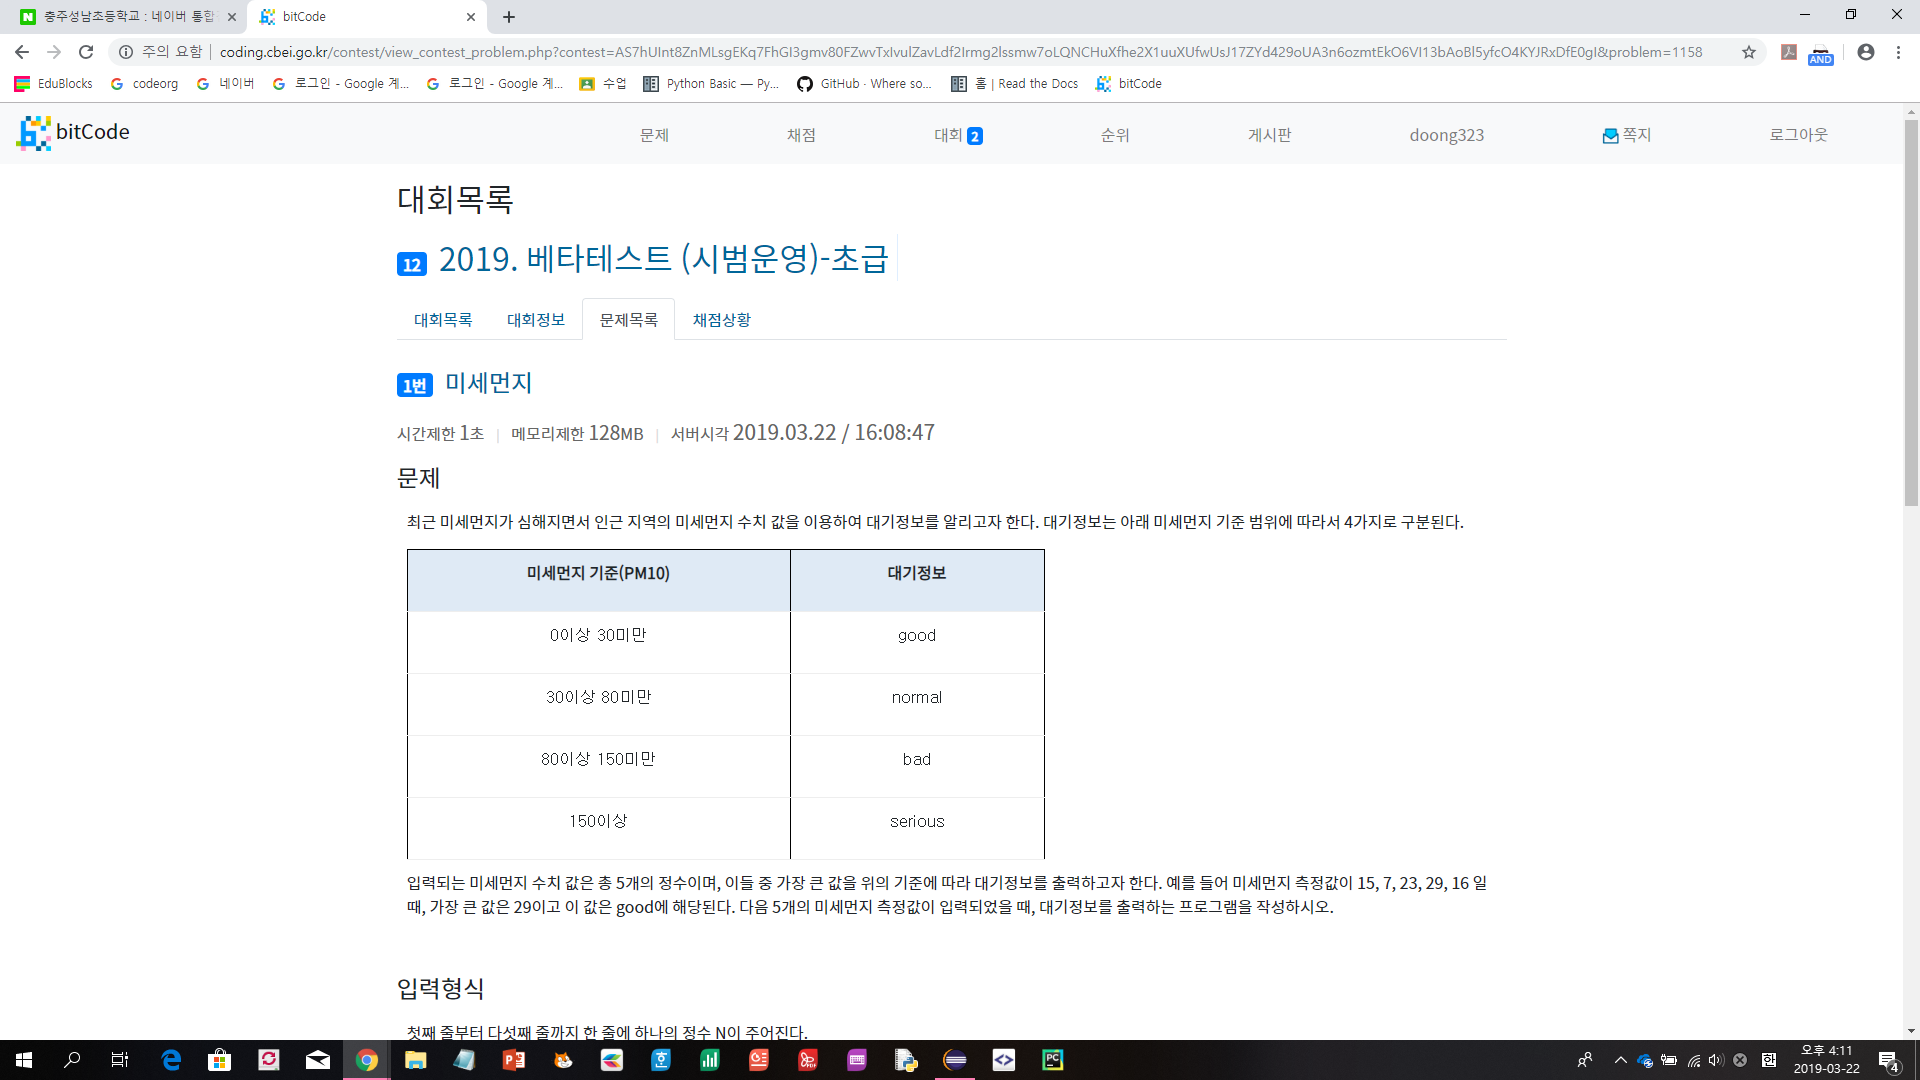 충주성남초등학교 : 네이버 통합
bitCode
주의 요함 | coding.cbei.go.kr/contest/view_contest_problem.php?contest=
&problem=1158
AND
EduBlocks codeorg 네이버 로그인 - Google 계... 로그인 - Google 계... 수업 Python Basic — Py... GitHub · Where so... 홈 | Read the Docs bitCode
bitCode 문제 채점 대회 2 순위 게시판 doong323 쪽지 로그아웃
대회목록
12 2019. 베타테스트 (시범운영)-초급
대회목록 대회정보 문제목록 채점상황
1번 미세먼지
시간제한 1초 | 메모리제한 128MB | 서버시각 2019.03.22 / 16:08:47
문제
최근 미세먼지가 심해지면서 인근 지역의 미세먼지 수치 값을 이용하여 대기정보를 알리고자 한다. 대기정보는 아래 미세먼지 기준 범위에 따라서 4가지로 구분된다.
미세먼지 기준(PM10) 대기정보
0이상 30미만 good
30이상 80미만 normal
80이상 150미만 bad
150이상 serious
입력되는 미세먼지 수치 값은 총 5개의 정수이며, 이들 중 가장 큰 값을 위의 기준에 따라 대기정보를 출력하고자 한다. 예를 들어 미세먼지 측정값이 15, 7, 23, 29, 16 일
때, 가장 큰 값은 29이고 이 값은 good에 해당된다. 다음 5개의 미세먼지 측정값이 입력되었을 때, 대기정보를 출력하는 프로그램을 작성하시오.
입력형식
첫째 줄부터 다섯째 줄까지 한 줄에 하나의 정수 N이 주어진다.
오후 4:11
2019-03-22
4